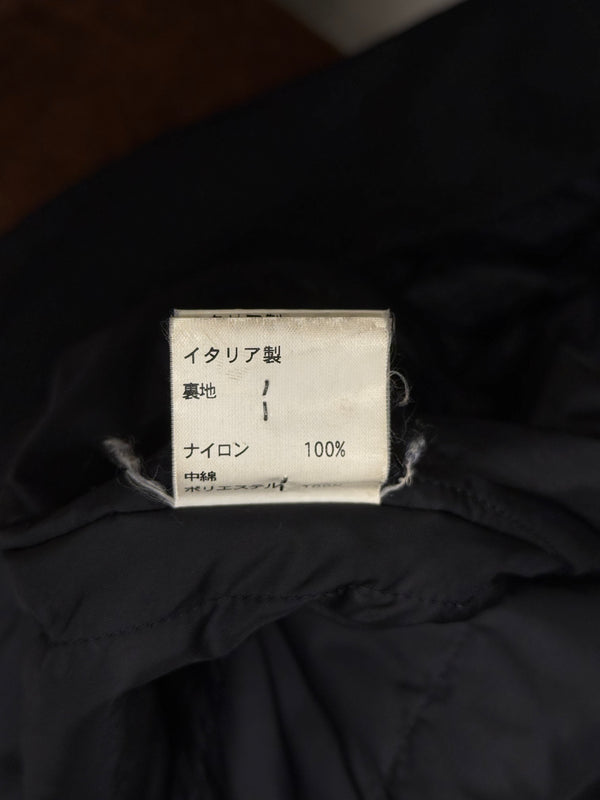 イタリア製
裏地
ナイロン 100%
中綿
ポリエステル